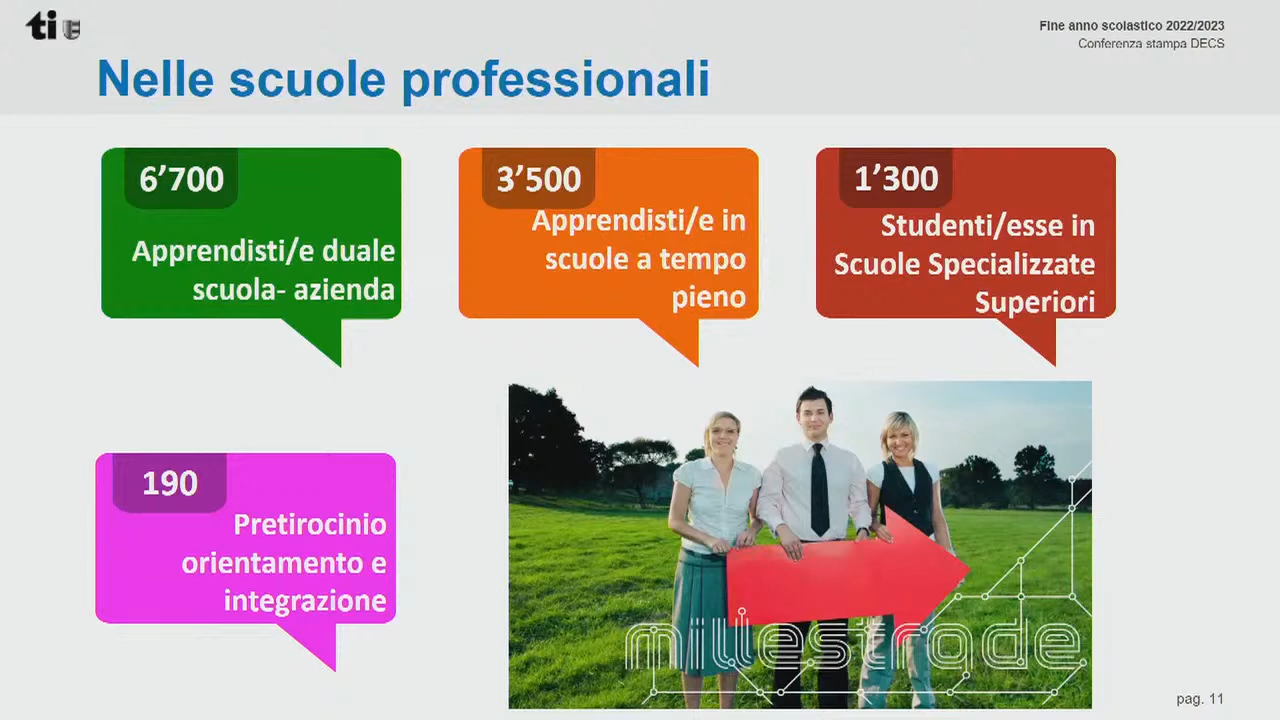 ti
Fine anno scolastico 2022/2023
Conferenza stampa DECS
Nelle scuole professionali
6’700
Apprendisti/e duale
scuola- azienda
3’500
Apprendisti/e in
scuole a tempo
pieno
1’300
Studenti/esse in
Scuole Specializzate
Superiori
190
Pretirocinio
orientamento e
integrazione
millestrade
pag. 11